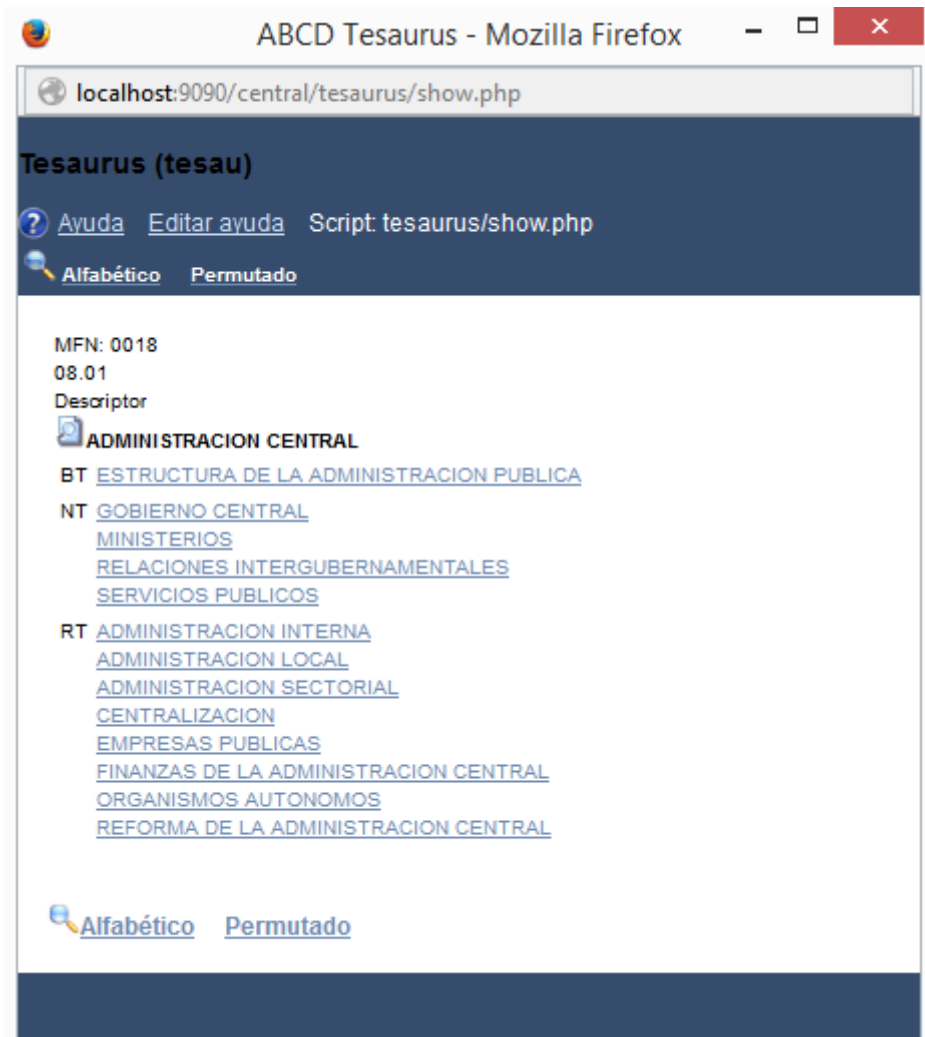 ABCD Tesaurus - Mozilla Firefox
localhost:9090/central/tesaurus/show.php
Tesaurus (tesau)
Ayuda Editar ayuda Script: tesaurus/show.php
Alfabético Permutado
MFN: 0018
08.01
Descriptor
ADMINISTRACION CENTRAL
BT ESTRUCTURA DE LA ADMINISTRACION PUBLICA
NT GOBIERNO CENTRAL
MINISTERIOS
RELACIONES INTERGUBERNAMENTALES
SERVICIOS PUBLICOS
RT ADMINISTRACION INTERNA
ADMINISTRACION LOCAL
ADMINISTRACION SECTORIAL
CENTRALIZACION
EMPRESAS PUBLICAS
FINANZAS DE LA ADMINISTRACION CENTRAL
ORGANISMOS AUTONOMOS
REFORMA DE LA ADMINISTRACION CENTRAL
Alfabético Permutado